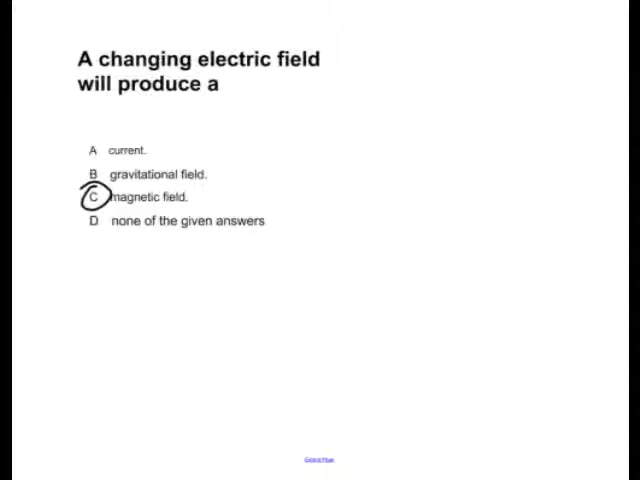 A changing electric field
will produce a
A current.
B gravitational field.
C magnetic field.
D none of the given answers